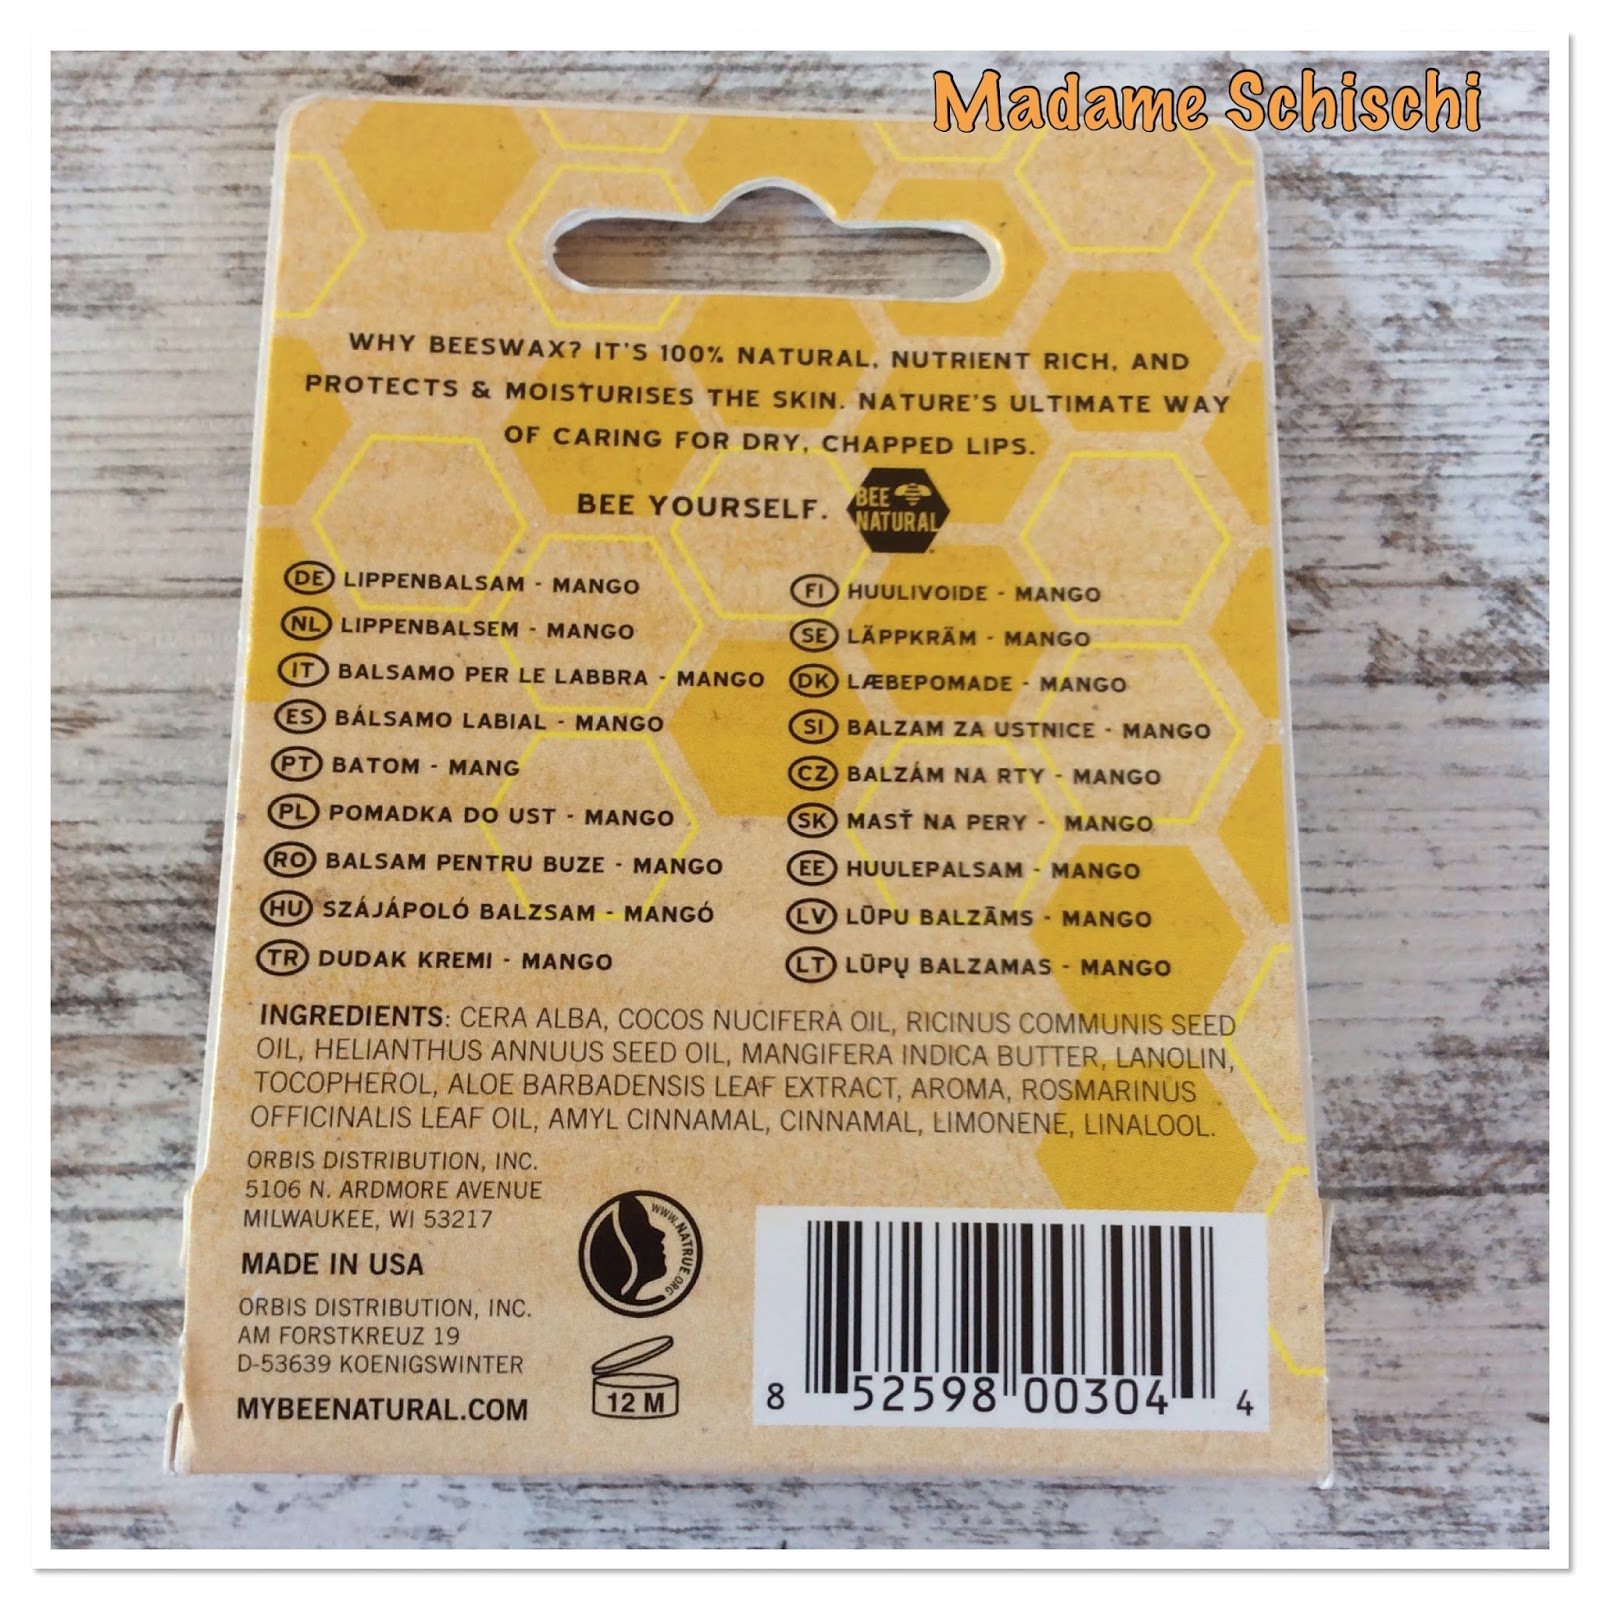 Madame Schischi
WHY BEESWAX? IT'S 100% NATURAL, NUTRIENT RICH, AND
PROTECTS & MOISTURISES THE SKIN. NATURE'S ULTIMATE WAY
OF CARING FOR DRY, CHAPPED LIPS.
BEE YOURSELF.
BEE
NATURAL
DE LIPPENBALSAM - MANGO
NL LIPPENBALSEM - MANGO
IT BALSAMO PER LE LABBRA - MANGO
ES BÁLSAMO LABIAL - MANGO
PT BATOM - MANG
PL POMADKA DO UST - MANGO
RO BALSAM PENTRU BUZE - MANGO
HU SZÁJÁPOLÓ BALZSAM - MANGÓ
TR DUDAK KREMI - MANGO
FI HUULIVOIDE - MANGO
SE LÄPPKRÄM - MANGO
DK LÆBEPOMADE - MANGO
SI BALZAM ZA USTNICE - MANGO
CZ BALZÁM NA RTY - MANGO
SK MASŤ NA PERY - MANGO
EE HUULEPALSAM - MANGO
LV LŪPU BALZĀMS - MANGO
LT LŪPŲ BALZAMAS - MANGO
INGREDIENTS: CERA ALBA, COCOS NUCIFERA OIL, RICINUS COMMUNIS SEED
OIL, HELIANTHUS ANNUUS SEED OIL, MANGIFERA INDICA BUTTER, LANOLIN,
TOCOPHEROL, ALOE BARBADENSIS LEAF EXTRACT, AROMA, ROSMARINUS
OFFICINALIS LEAF OIL, AMYL CINNAMAL, CINNAMAL, LIMONENE, LINALOOL.
ORBIS DISTRIBUTION, INC.
5106 N. ARDMORE AVENUE
MILWAUKEE, WI 53217
MADE IN USA
ORBIS DISTRIBUTION, INC.
AM FORSTKREUZ 19
D-53639 KOENIGSWINTER
MYBEENATURAL.COM
WWW.NATRUE.ORG
12 M
8 52598 00304 4